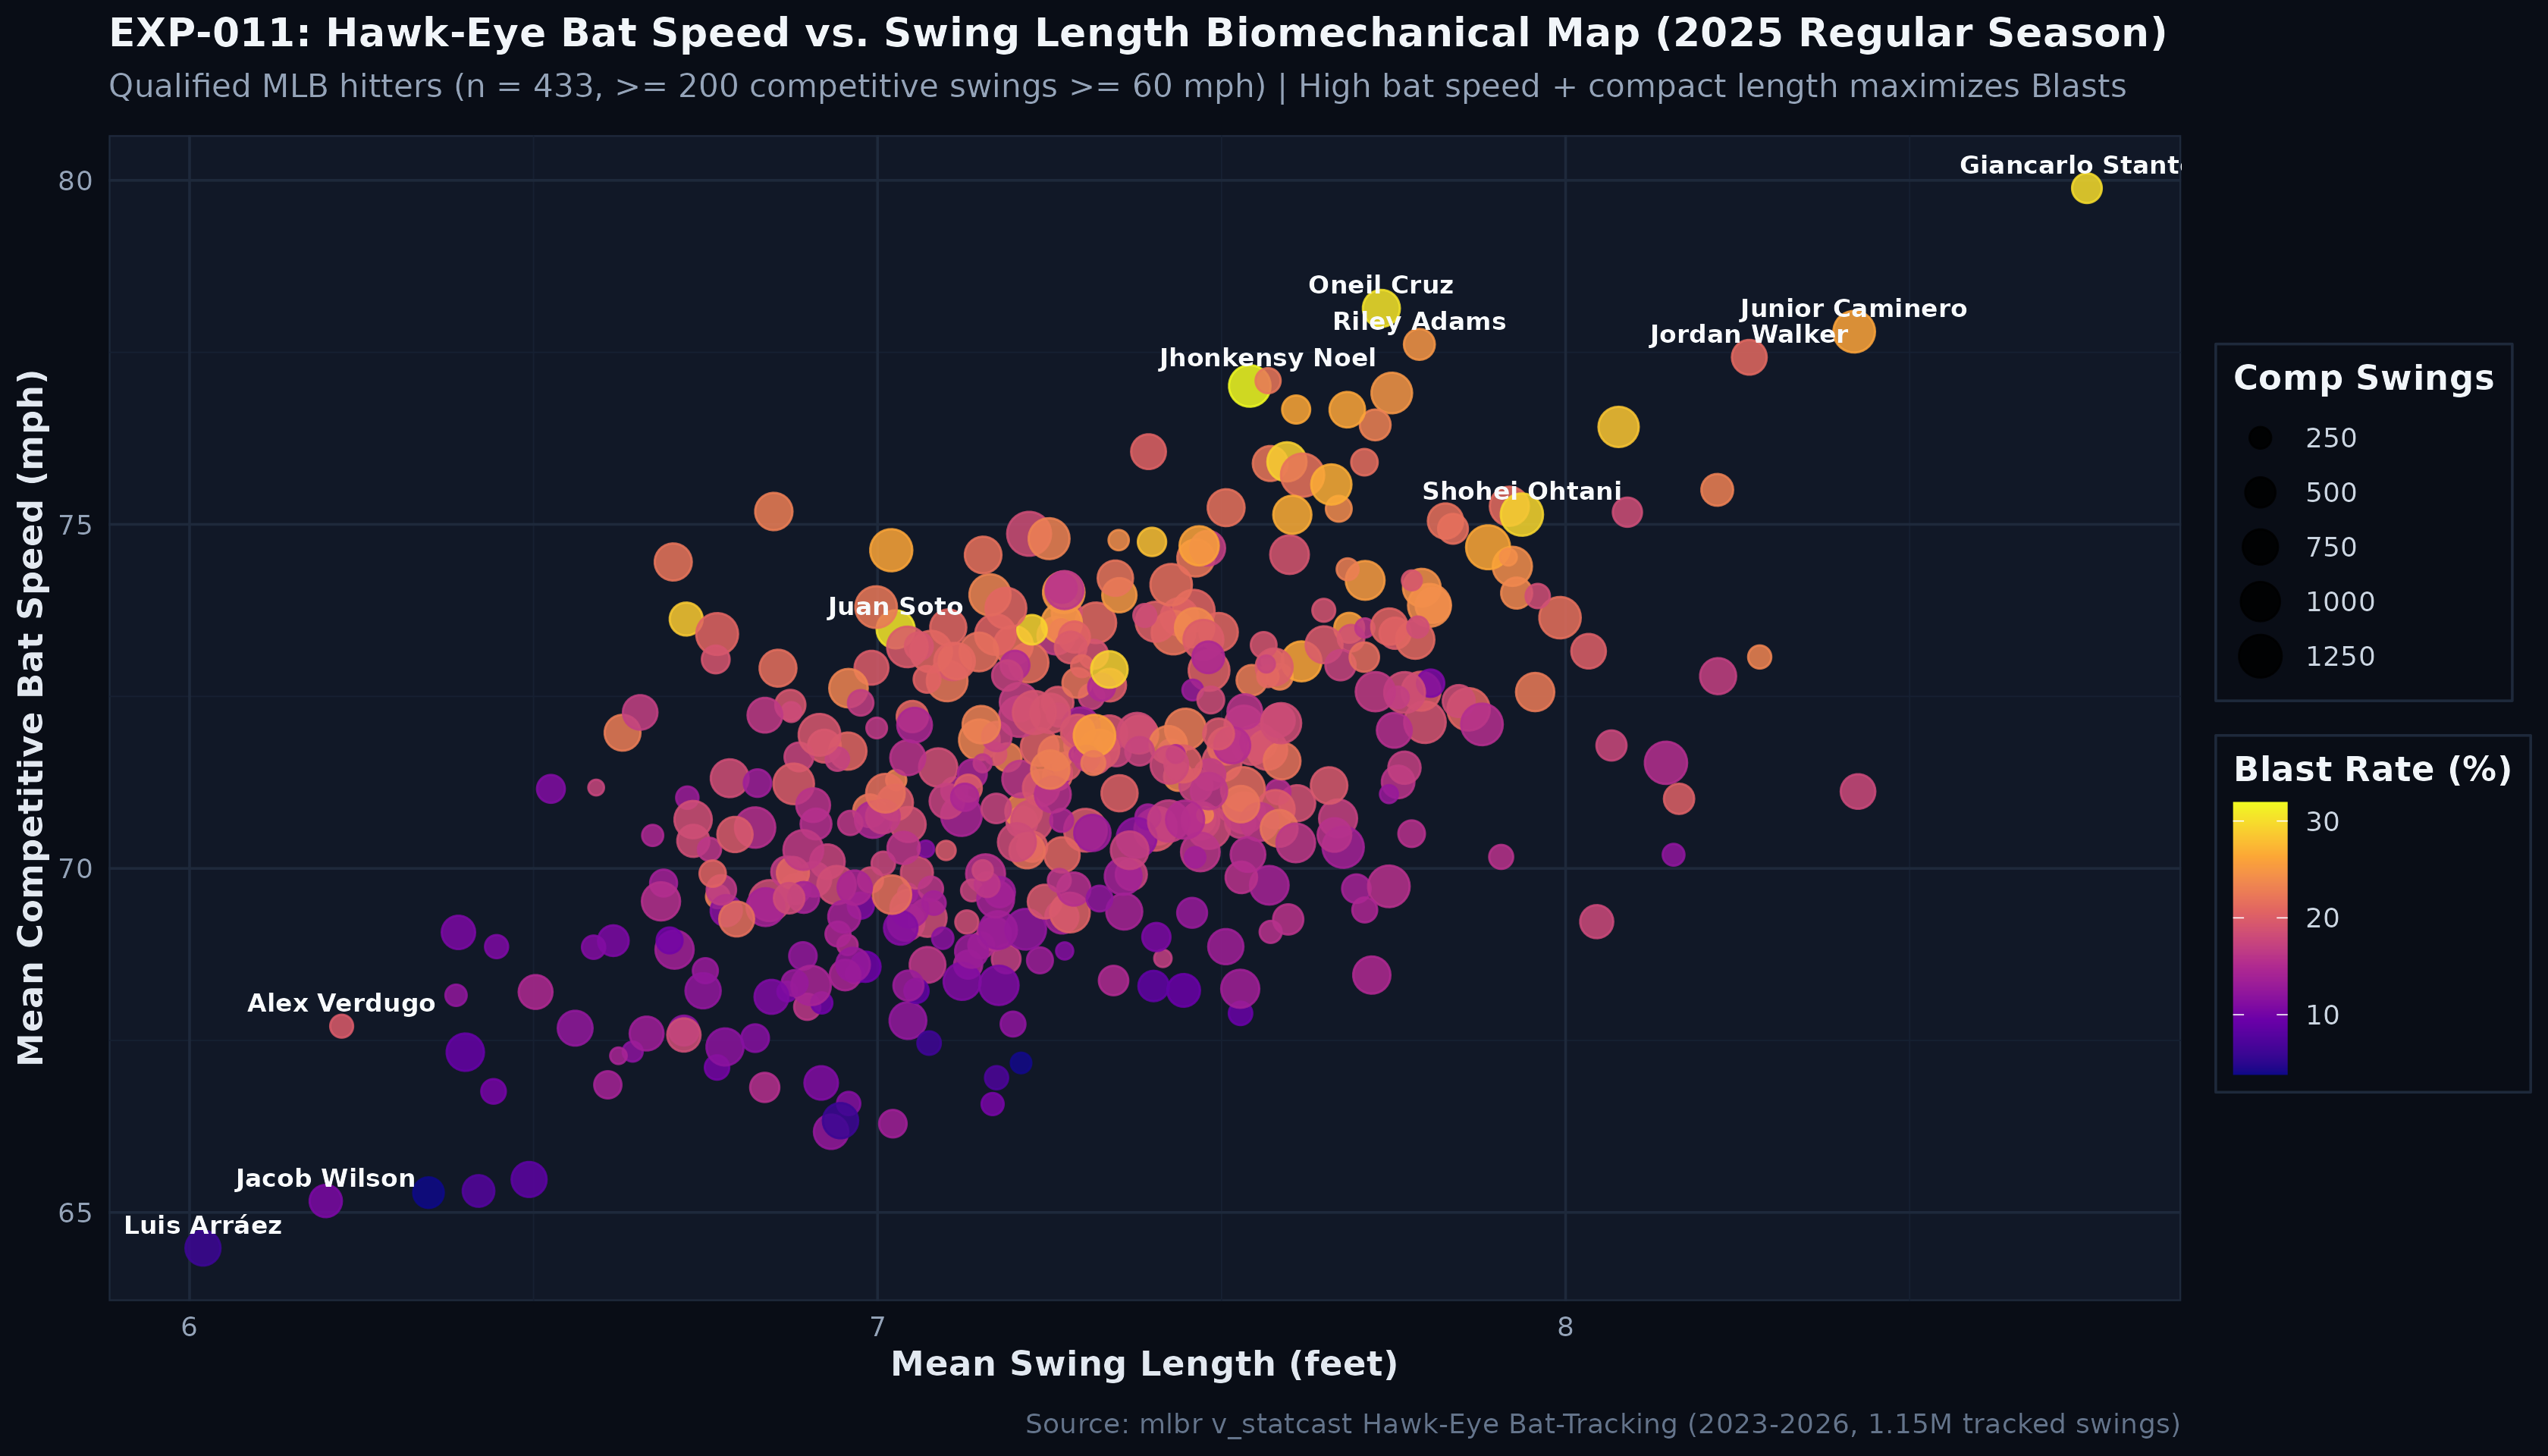 EXP-011: Hawk-Eye Bat Speed vs. Swing Length Biomechanical Map (2025 Regular Season)
Qualified MLB hitters (n = 433, >= 200 competitive swings >= 60 mph) | High bat speed + compact length maximizes Blasts
Mean Competitive Bat Speed (mph)
80
75
70
65
Giancarlo Stant
Oneil Cruz
Junior Caminero
Riley Adams
Jordan Walker
Jhonkensy Noel
Shohei Ohtani
Juan Soto
Alex Verdugo
Jacob Wilson
Luis Arráez
6
7
8
Mean Swing Length (feet)
Comp Swings
250
500
750
1000
1250
Blast Rate (%)
30
20
10
Source: mlbr v_statcast Hawk-Eye Bat-Tracking (2023-2026, 1.15M tracked swings)